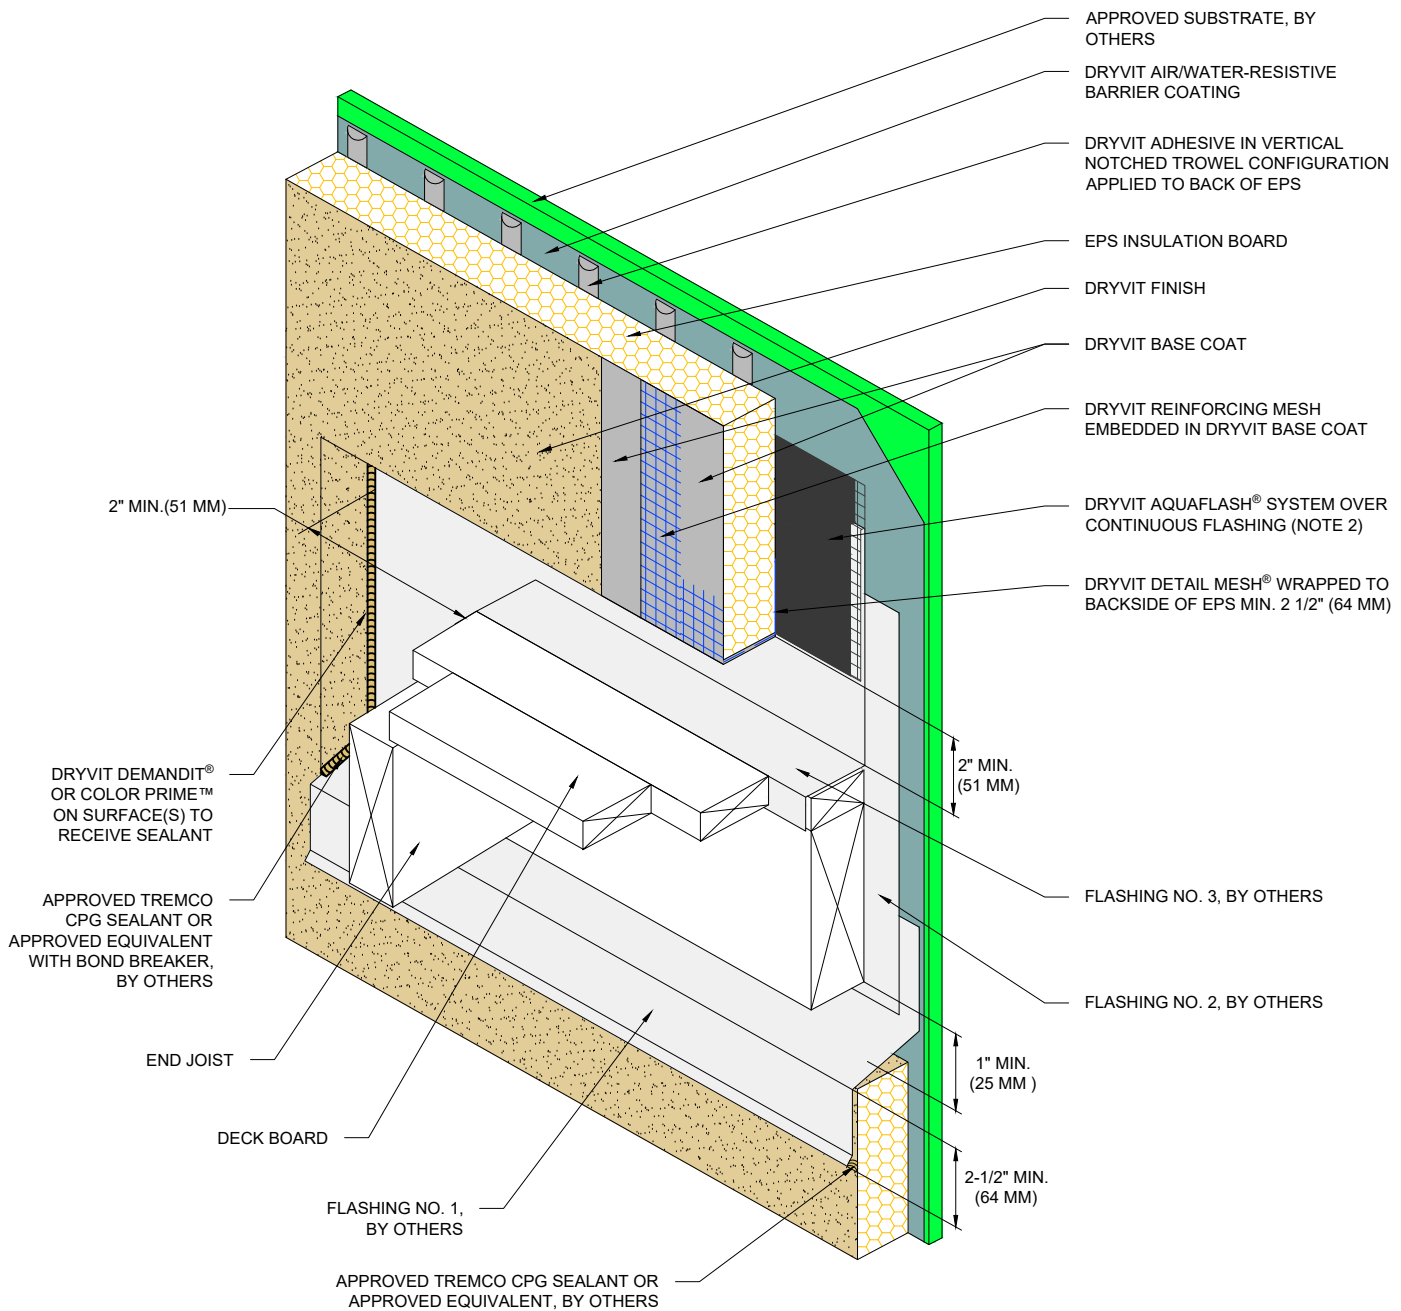 APPROVED SUBSTRATE, BY
OTHERS
DRYVIT AIR/WATER-RESISTIVE
BARRIER COATING
DRYVIT ADHESIVE IN VERTICAL
NOTCHED TROWEL CONFIGURATION
APPLIED TO BACK OF EPS
EPS INSULATION BOARD
DRYVIT FINISH
DRYVIT BASE COAT
DRYVIT REINFORCING MESH
EMBEDDED IN DRYVIT BASE COAT
2" MIN.(51 MM)
DRYVIT AQUAFLASH® SYSTEM OVER
CONTINUOUS FLASHING (NOTE 2)
DRYVIT DETAIL MESH® WRAPPED TO
BACKSIDE OF EPS MIN. 2 1/2" (64 MM)
DRYVIT DEMANDIT®
OR COLOR PRIME™
ON SURFACE(S) TO
RECEIVE SEALANT
2" MIN.
(51 MM)
APPROVED TREMCO
CPG SEALANT OR
APPROVED EQUIVALENT
WITH BOND BREAKER,
BY OTHERS
FLASHING NO. 3, BY OTHERS
FLASHING NO. 2, BY OTHERS
END JOIST
1" MIN.
(25 MM )
DECK BOARD
2-1/2" MIN.
(64 MM)
FLASHING NO. 1,
BY OTHERS
APPROVED TREMCO CPG SEALANT OR
APPROVED EQUIVALENT, BY OTHERS